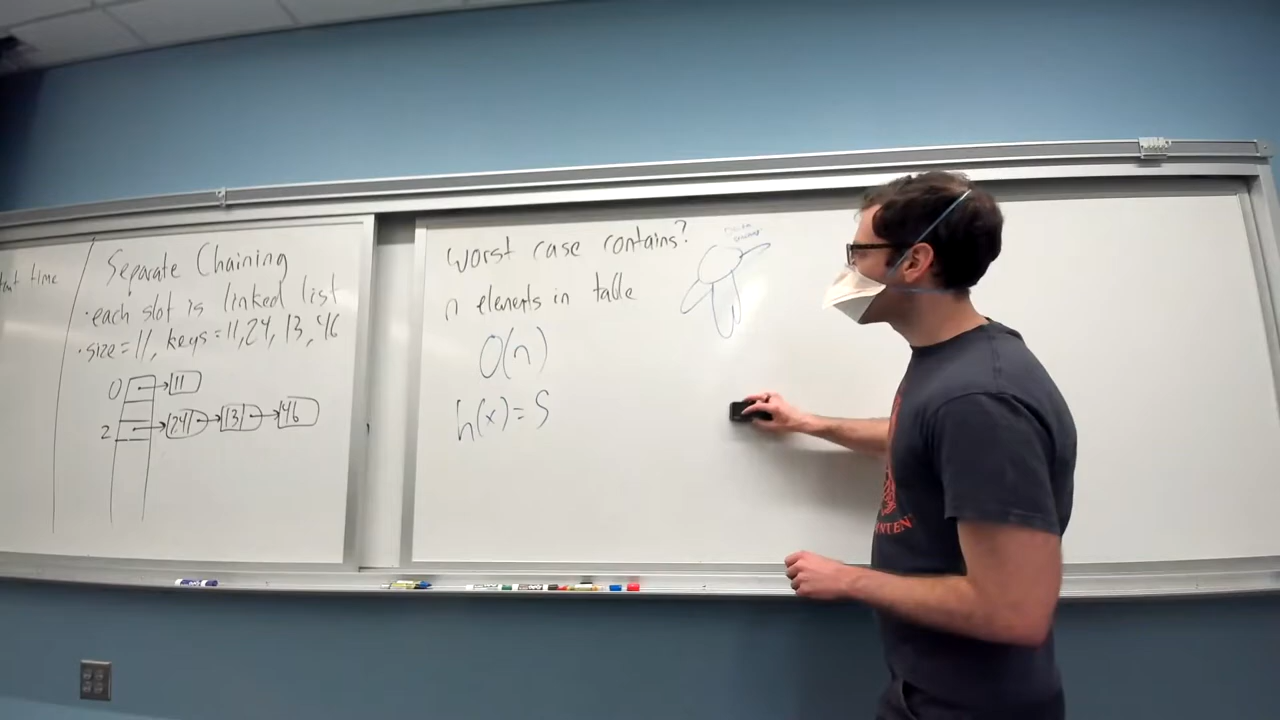 Separate Chaining
• each slot is linked list
• size = 11, keys = 11, 24, 13, 46
0 11
2 24 13 46
worst case contains?
n elements in table
O(n)
h(x) = 5
time